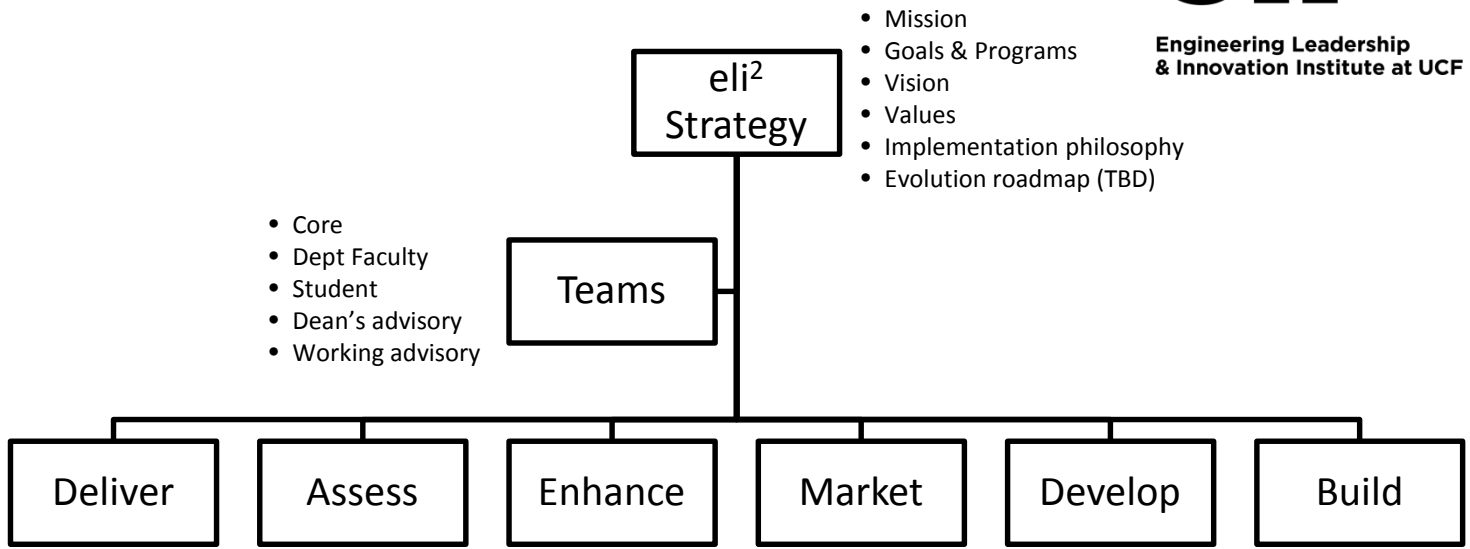 • Mission
• Goals & Programs
• Vision
• Values
• Implementation philosophy
• Evolution roadmap (TBD)
Engineering Leadership
& Innovation Institute at UCF
eli²
Strategy
• Core
• Dept Faculty
• Student
• Dean’s advisory
• Working advisory
Teams
Deliver
Assess
Enhance
Market
Develop
Build